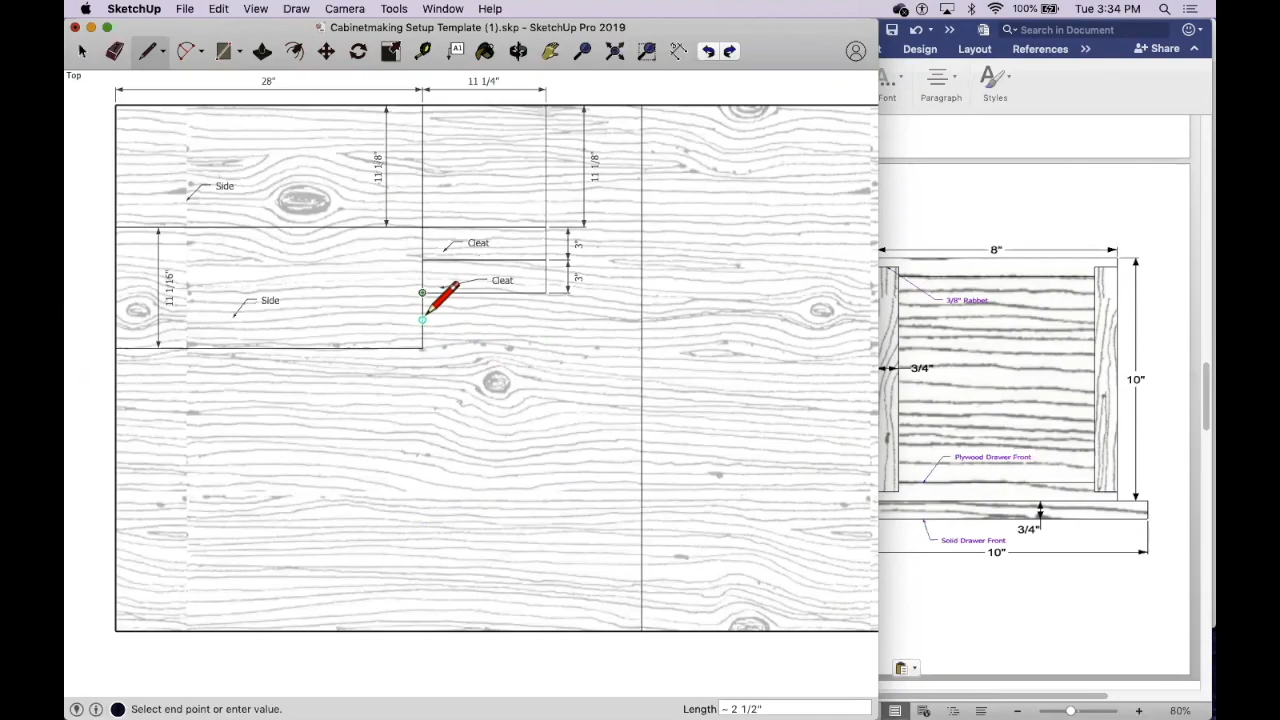 SketchUp File Edit View Draw Camera Tools Window Help
100% Tue 3:34 PM
Cabinetmaking Setup Template (1).skp - SketchUp Pro 2019
Search in Document
Design Layout References Share
A1
Font Paragraph Styles
Top
28"
11 1/4"
11 1/8"
11 1/8"
Side
Cleat
3"
Cleat
3"
11 1/16"
Side
8"
3/8" Rabbet
3/4"
10"
Plywood Drawer Front
3/4"
Solid Drawer Front
10"
Select end point or enter value.
Length ~ 2 1/2"
80%